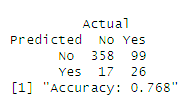 Actual
Predicted No Yes
No 358 99
Yes 17 26
[1] "Accuracy: 0.768"